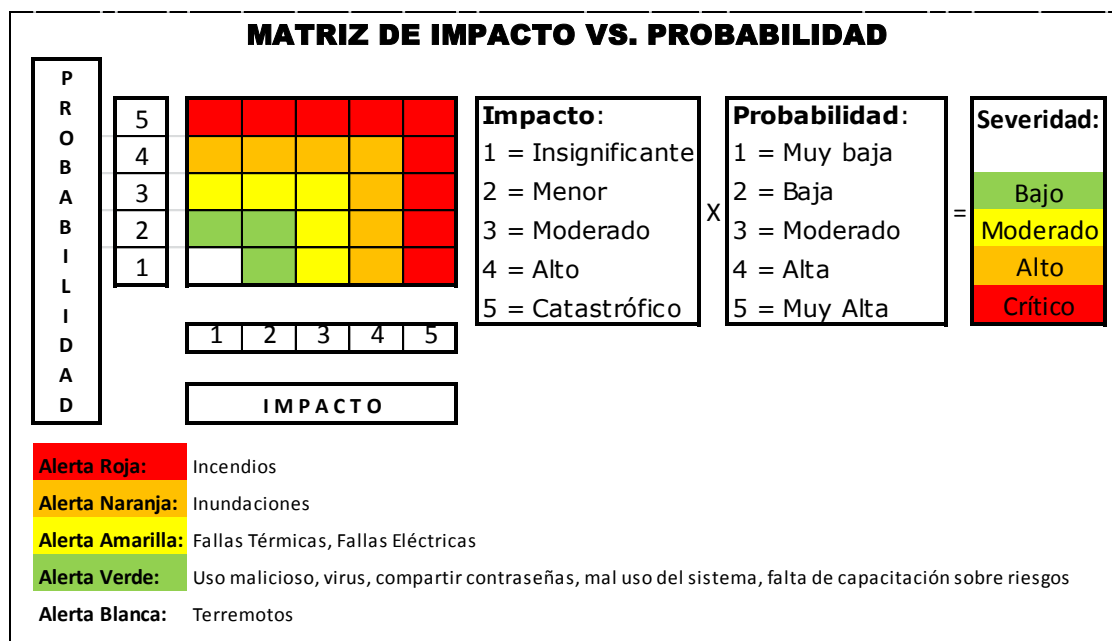 MATRIZ DE IMPACTO VS. PROBABILIDAD
P
R
O
B
A
B
I
L
I
D
A
D
5
4
3
2
1
1 2 3 4 5
IMPACTO
Impacto:
1 = Insignificante
2 = Menor
3 = Moderado
4 = Alto
5 = Catastrófico
X
Probabilidad:
1 = Muy baja
2 = Baja
3 = Moderado
4 = Alta
5 = Muy Alta
=
Severidad:
Bajo
Moderado
Alto
Crítico
Alerta Roja: Incendios
Alerta Naranja: Inundaciones
Alerta Amarilla: Fallas Térmicas, Fallas Eléctricas
Alerta Verde: Uso malicioso, virus, compartir contraseñas, mal uso del sistema, falta de capacitación sobre riesgos
Alerta Blanca: Terremotos